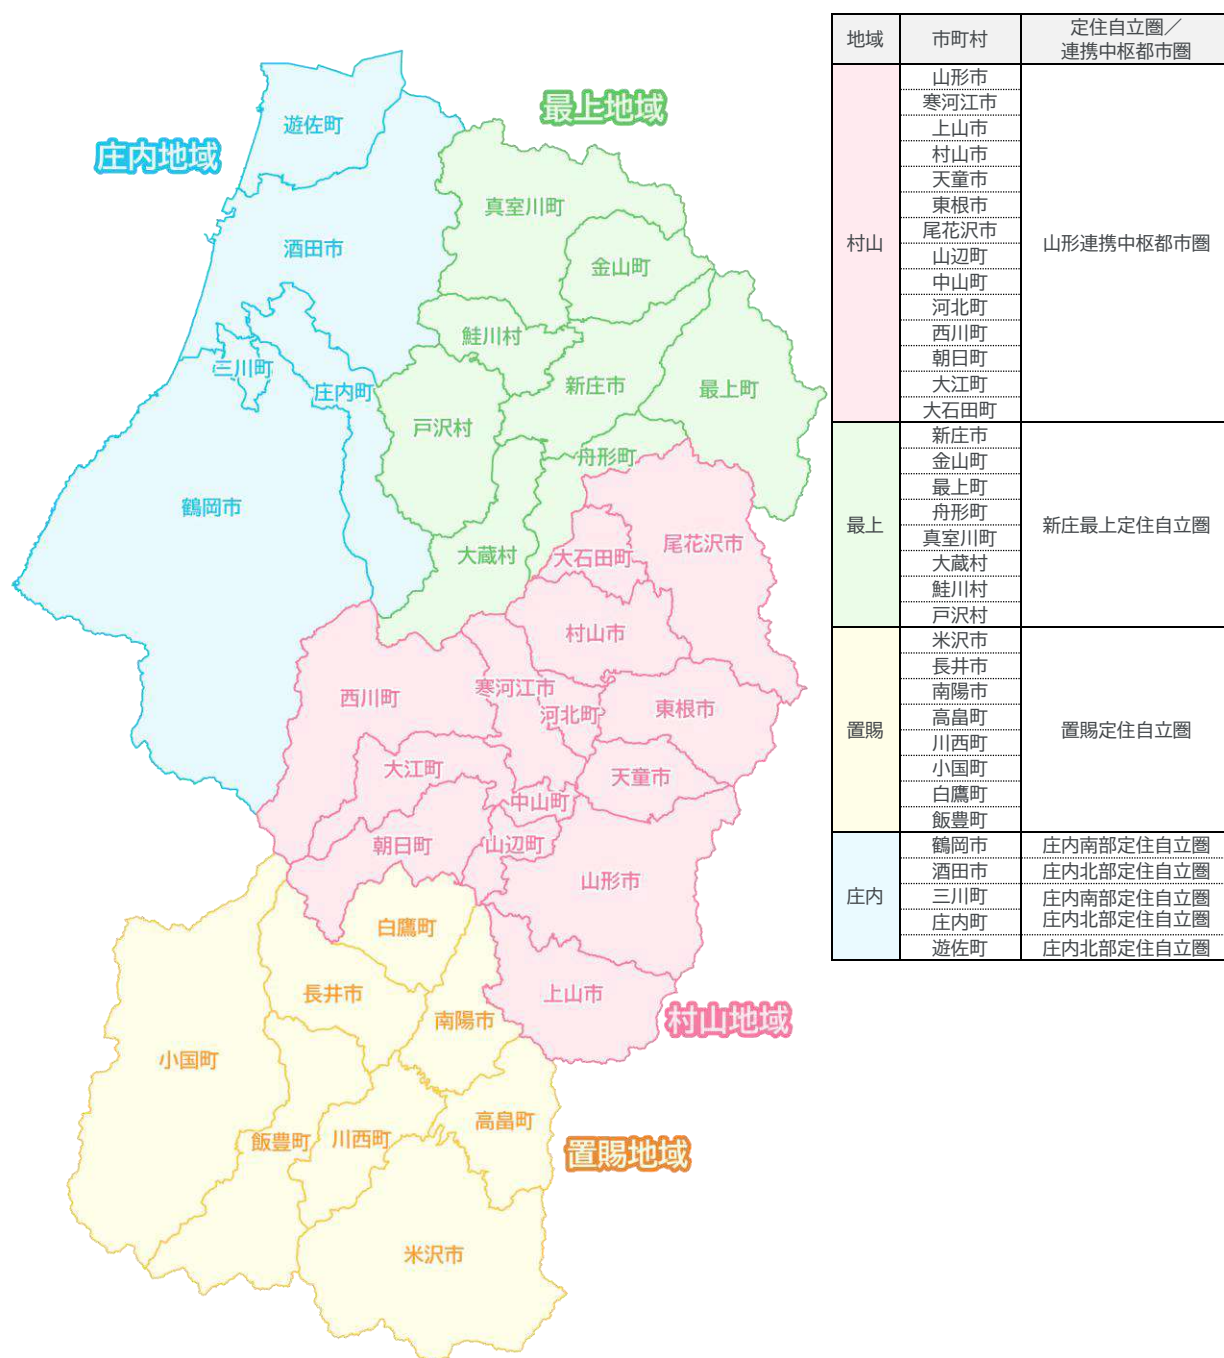 最上地域
庄内地域
遊佐町
真室川町
酒田市
金山町
鮭川村
三川町
庄内町
新庄市
最上町
戸沢村
舟形町
鶴岡市
大蔵村
大石田町
尾花沢市
村山市
西川町
寒河江市
河北町
東根市
大江町
天童市
中山町
朝日町
山辺町
山形市
白鷹町
長井市
上山市
南陽市
村山地域
小国町
飯豊町
川西町
高畠町
置賜地域
米沢市
地域
市町村
定住自立圏／
連携中枢都市圏
村山
山形市
寒河江市
上山市
村山市
天童市
東根市
尾花沢市
山辺町
中山町
河北町
西川町
朝日町
大江町
大石田町
山形連携中枢都市圏
最上
新庄市
金山町
最上町
舟形町
真室川町
大蔵村
鮭川村
戸沢村
新庄最上定住自立圏
置賜
米沢市
長井市
南陽市
高畠町
川西町
小国町
白鷹町
飯豊町
置賜定住自立圏
庄内
鶴岡市
庄内南部定住自立圏
酒田市
庄内北部定住自立圏
三川町
庄内南部定住自立圏
庄内町
庄内北部定住自立圏
遊佐町
庄内北部定住自立圏